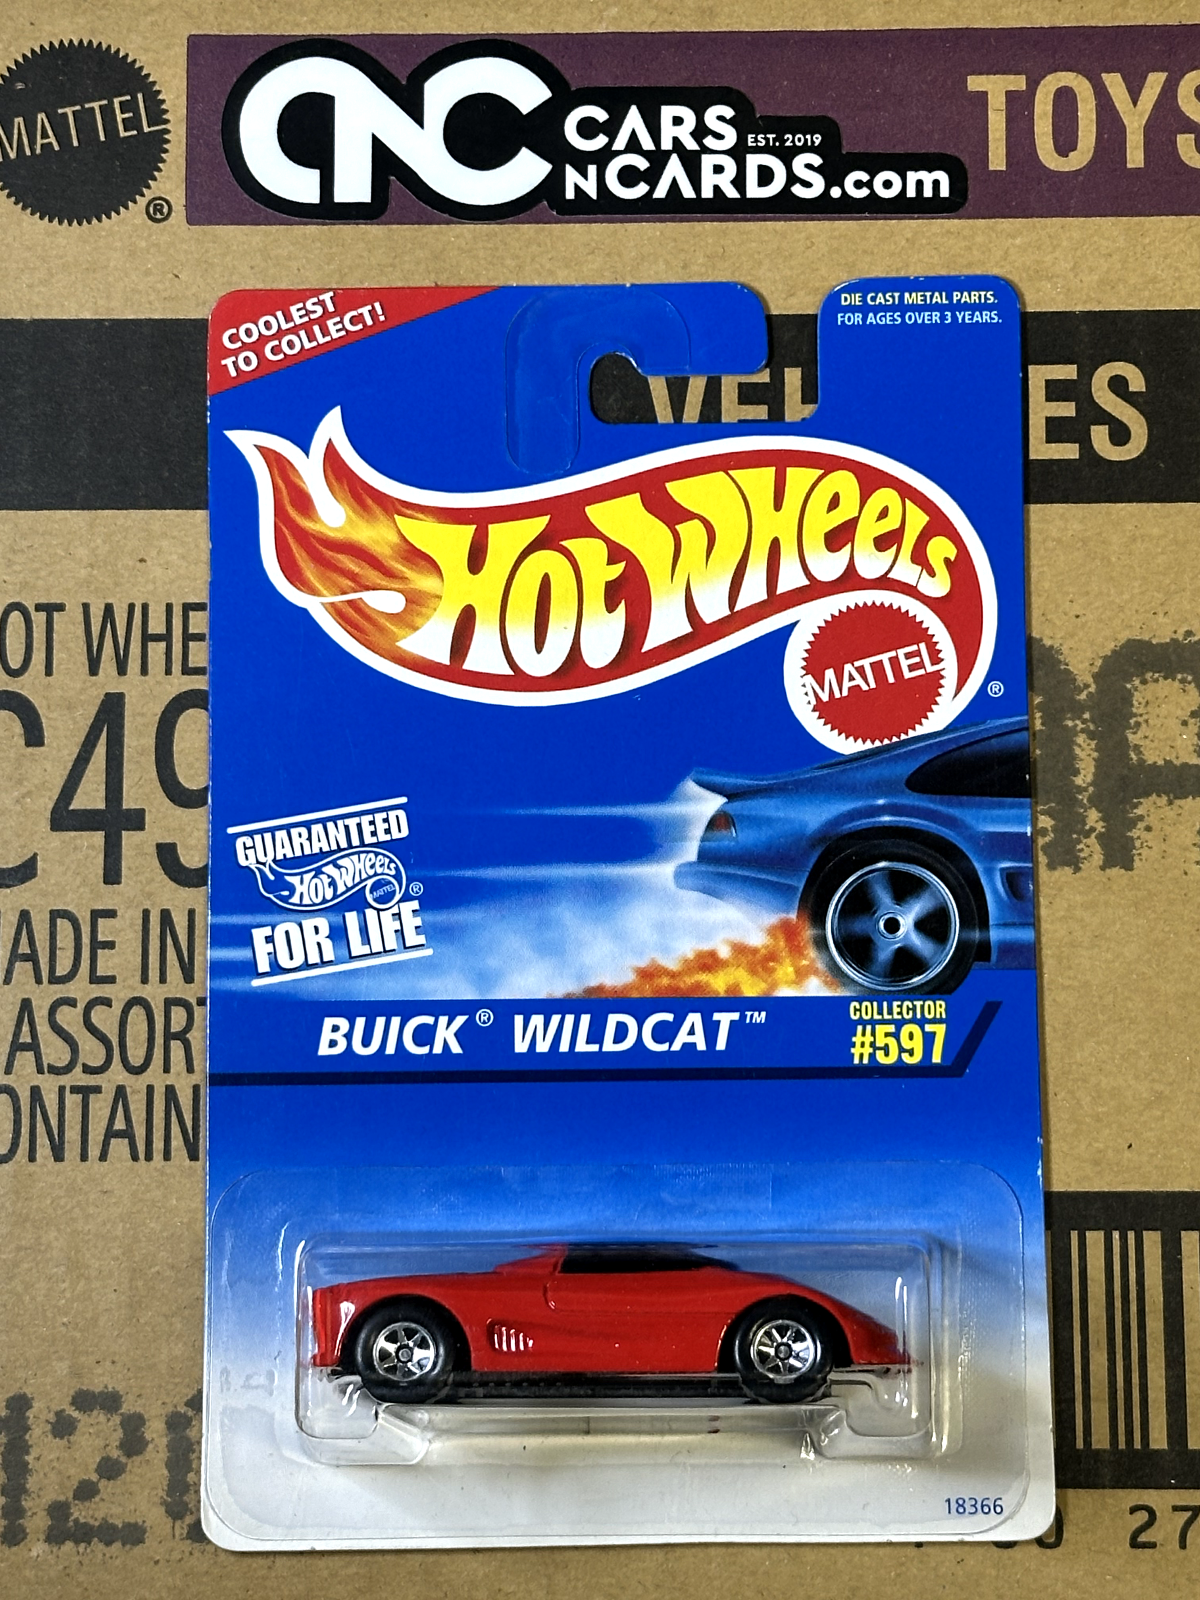 MATTEL
®
CNC
CARS
EST. 2019
NCARDS.com
TOYS
COOLEST
TO COLLECT!
DIE CAST METAL PARTS.
FOR AGES OVER 3 YEARS.
HOT WHEELS
MATTEL
®
OT WHE
C49
ADE IN
ASSORT
ONTAIN
GUARANTEED
HOT WHEELS
MATTEL
®
FOR LIFE
BUICK® WILDCAT™
COLLECTOR
#597
18366
27